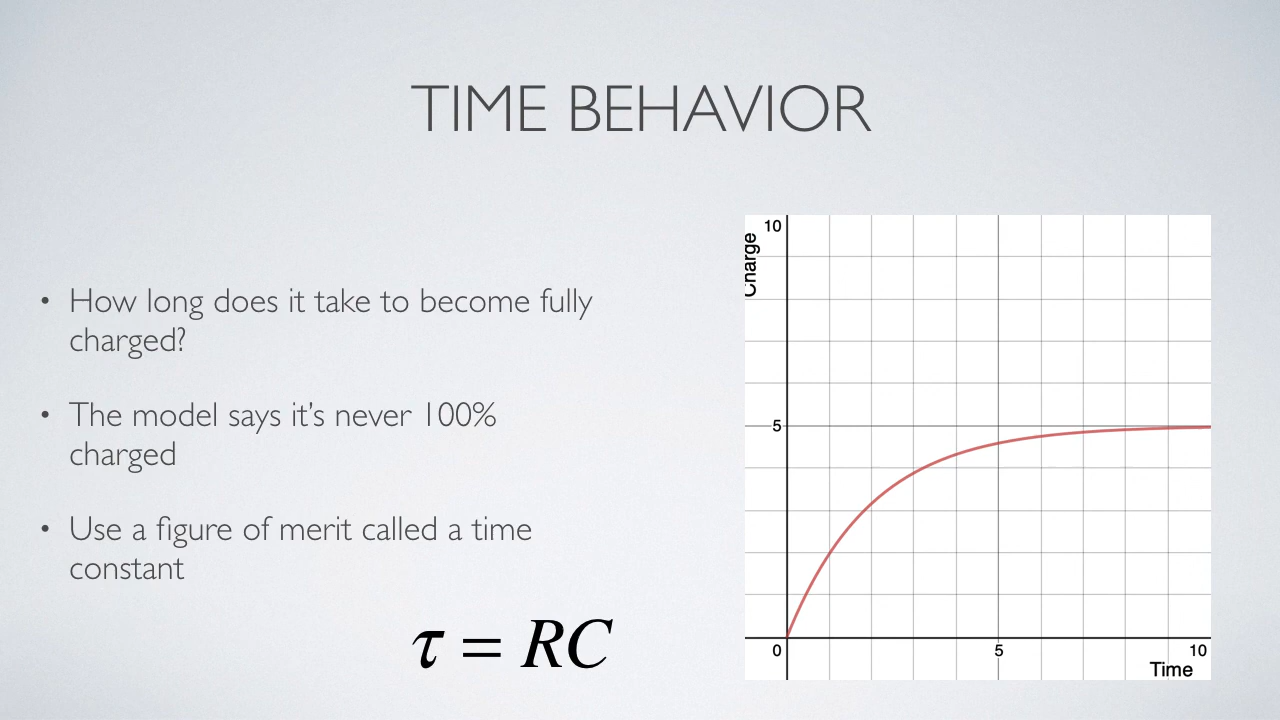 TIME BEHAVIOR
• How long does it take to become fully
charged?
• The model says it's never 100%
charged
• Use a figure of merit called a time
constant
τ = RC
10
Charge
5
0
5
10
Time